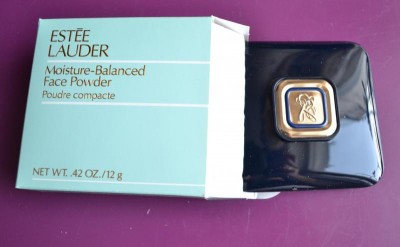 ESTĒE
LAUDER
Moisture-Balanced
Face Powder
Poudre compacte
NET WT. .42 OZ./12 g